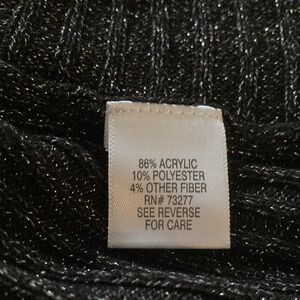 86% ACRYLIC
10% POLYESTER
4% OTHER FIBER
RN# 73277
SEE REVERSE
FOR CARE